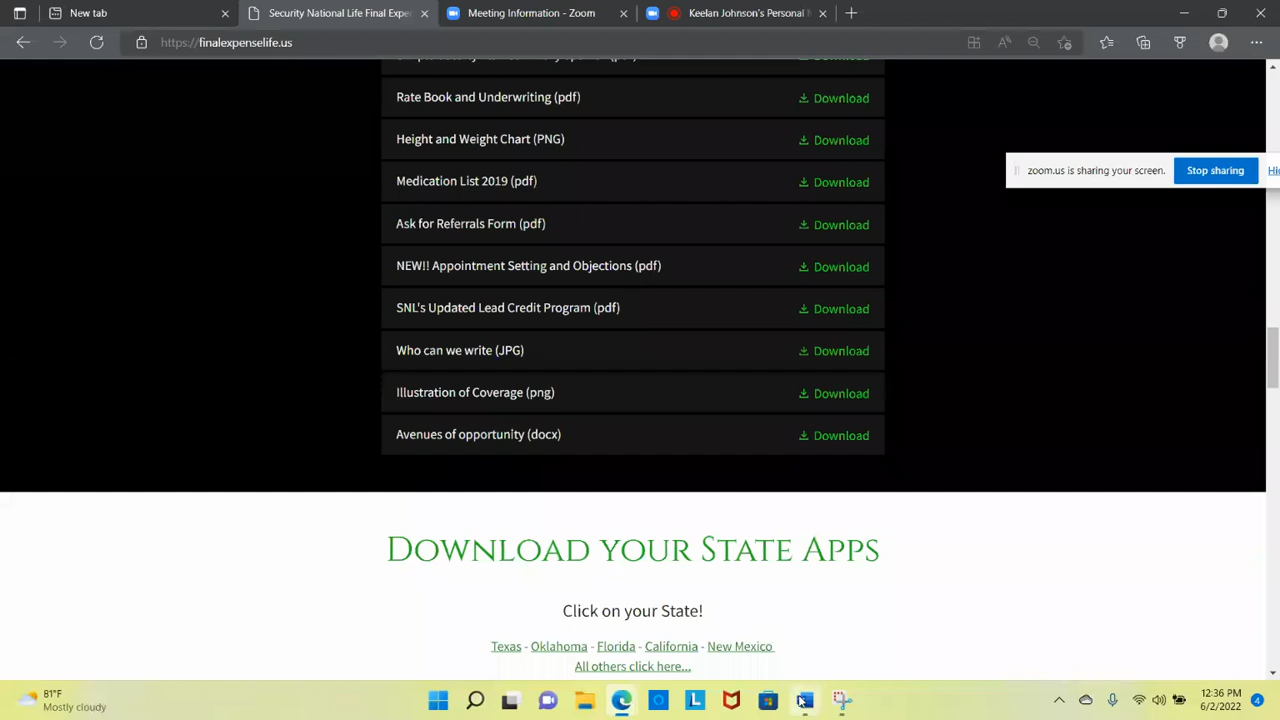 New tab
Security National Life Final Expe
Meeting Information - Zoom
Keelan Johnson's Personal M
https://finalexpenselife.us
Download
Rate Book and Underwriting (pdf)
Download
Height and Weight Chart (PNG)
Download
Medication List 2019 (pdf)
Download
Ask for Referrals Form (pdf)
Download
NEW!! Appointment Setting and Objections (pdf)
Download
SNL's Updated Lead Credit Program (pdf)
Download
Who can we write (JPG)
Download
Illustration of Coverage (png)
Download
Avenues of opportunity (docx)
Download
zoom.us is sharing your screen.
Stop sharing
DOWNLOAD YOUR STATE APPS
Click on your State!
Texas - Oklahoma - Florida - California - New Mexico
All others click here...
81°F
Mostly cloudy
12:36 PM
6/2/2022
4